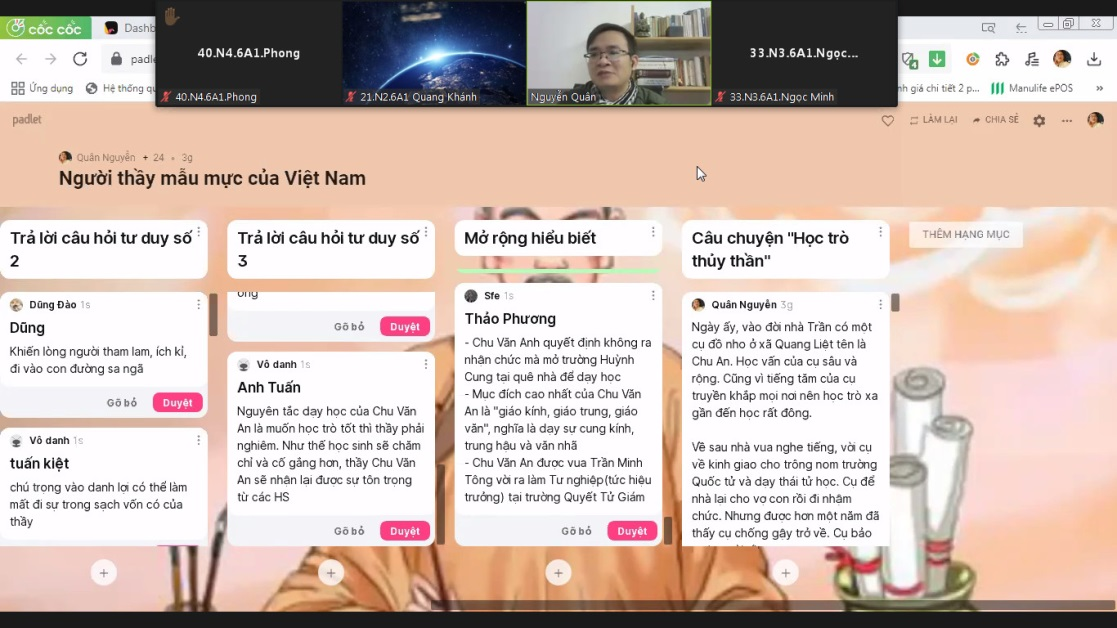 cốc cốc
Dashb
40.N4.6A1.Phong
33.N3.6A1.Ngọc...
40.N4.6A1.Phong
21.N2.6A1 Quang Khánh
Nguyễn Quân
33.N3.6A1.Ngọc Minh
padle
Ứng dụng
Hệ thống qu
nh giá chi tiết 2 p...
Manulife ePOS
»
padlet
LÀM LẠI
CHIA SẺ
Quân Nguyễn + 24 • 3g
Người thầy mẫu mực của Việt Nam
Trả lời câu hỏi tư duy số
2
Dũng Đào 1s
Dũng
Khiến lòng người tham lam, ích kỉ,
đi vào con đường sa ngã
Gỡ bỏ
Duyệt
Vô danh 1s
tuấn kiệt
chú trọng vào danh lợi có thể làm
mất đi sự trong sạch vốn có của
thầy
Trả lời câu hỏi tư duy số
3
ông
Gỡ bỏ
Duyệt
Vô danh 1s
Anh Tuấn
Nguyên tắc dạy học của Chu Văn
An là muốn học trò tốt thì thầy phải
nghiêm. Như thế học sinh sẽ chăm
chỉ và cố gắng hơn, thầy Chu Văn
An sẽ nhận lại được sự tôn trọng
từ các HS
Gỡ bỏ
Duyệt
Mở rộng hiểu biết
Sfe 1s
Thảo Phương
- Chu Văn Anh quyết định không ra
nhận chức mà mở trường Huỳnh
Cung tại quê nhà để dạy học
- Mục đích cao nhất của Chu Văn
An là "giáo kính, giáo trung, giáo
văn", nghĩa là dạy sự cung kính,
trung hậu và văn nhã
- Chu Văn An được vua Trần Minh
Tông vời ra làm Tư nghiệp(tức hiệu
trưởng) tại trường Quyết Tử Giám
Gỡ bỏ
Duyệt
Câu chuyện "Học trò
thủy thần"
Quân Nguyễn 3g
Ngày ấy, vào đời nhà Trần có một
cụ đồ nho ở xã Quang Liệt tên là
Chu An. Học vấn của cụ sâu và
rộng. Cũng vì tiếng tăm của cụ
truyền khắp mọi nơi nên học trò xa
gần đến học rất đông.
Về sau nhà vua nghe tiếng, vời cụ
về kinh giao cho trông nom trường
Quốc tử và dạy thái tử học. Cụ để
nhà lại cho vợ con rồi đi nhậm
chức. Nhưng được hơn một năm đã
thấy cụ chống gậy trở về. Cụ bảo
THÊM HẠNG MỤC